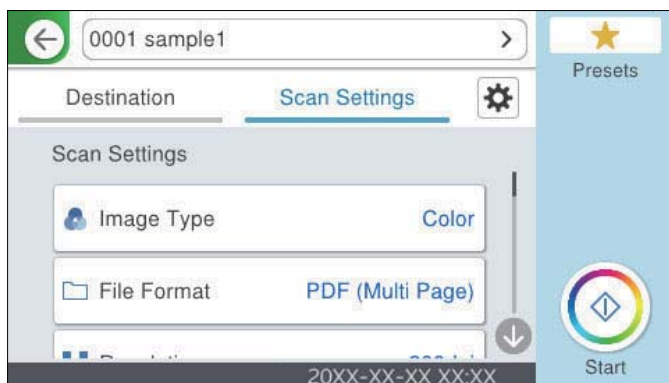 0001 sample1
Presets
Destination
Scan Settings
Scan Settings
Image Type
Color
File Format
PDF (Multi Page)
20XX-XX-XX XX:XX
Start